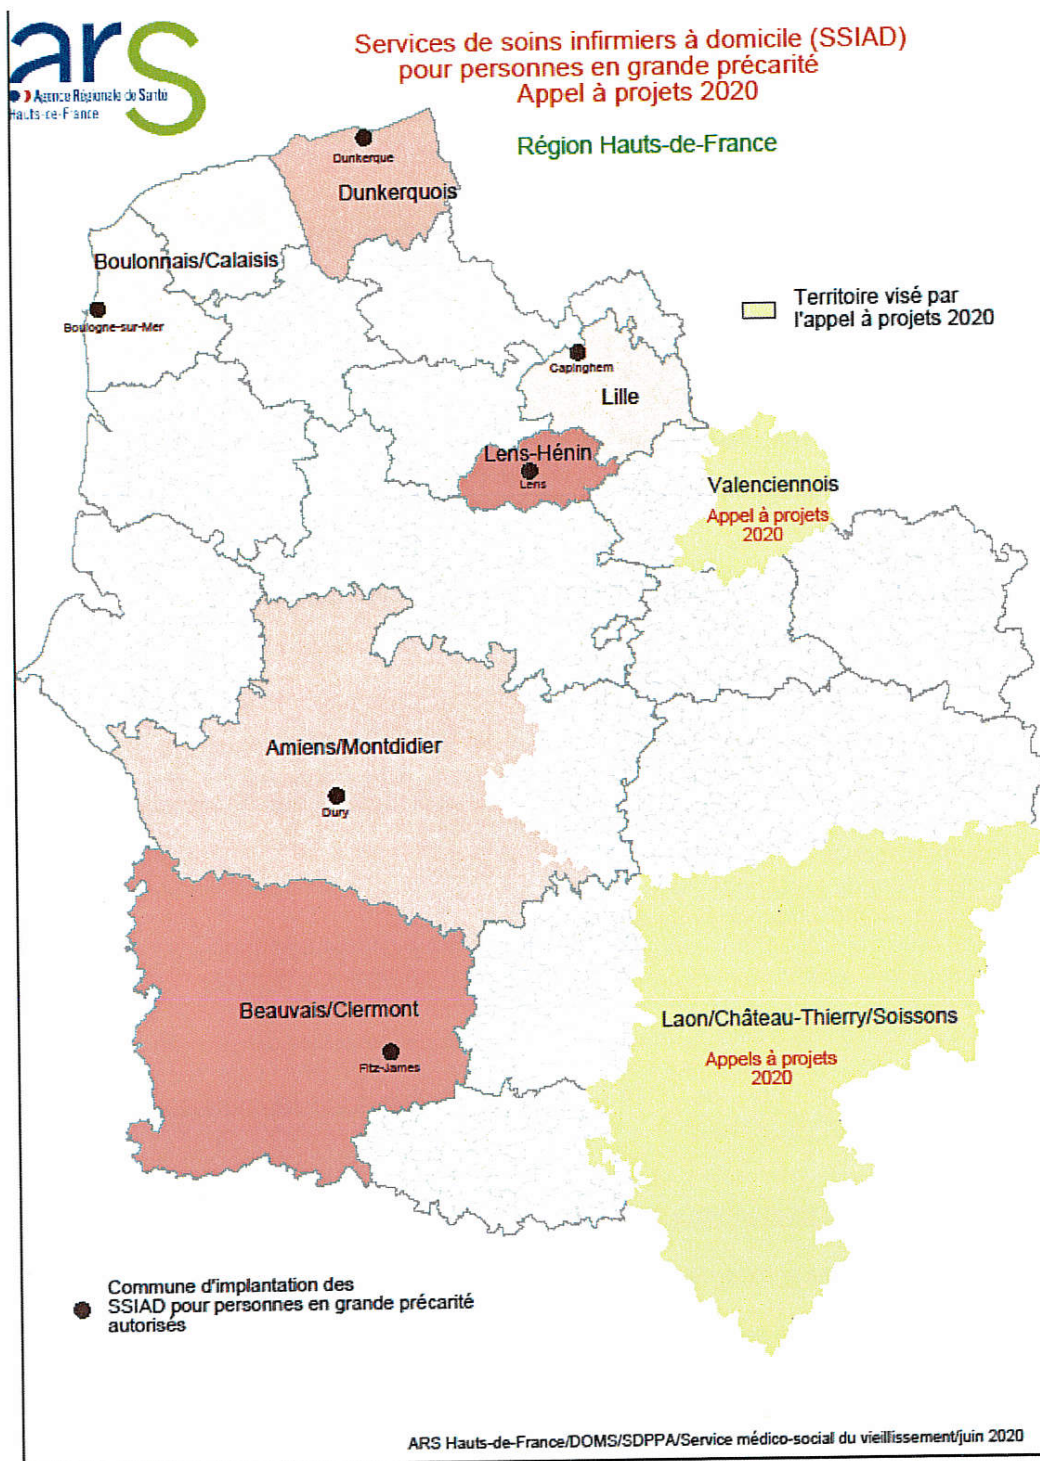 ars
Agence Régionale de Santé
Hauts-de-France
Services de soins infirmiers à domicile (SSIAD)
pour personnes en grande précarité
Appel à projets 2020
Région Hauts-de-France
Dunkerque
Dunkerquois
Boulonnais/Calaisis
Boulogne-sur-Mer
Territoire visé par
l'appel à projets 2020
Capinghem
Lille
Lens-Hénin
Lens
Valenciennois
Appel à projets
2020
Amiens/Montdidier
Dury
Beauvais/Clermont
Fitz-James
Laon/Château-Thierry/Soissons
Appels à projets
2020
Commune d'implantation des
SSIAD pour personnes en grande précarité
autorisés
ARS Hauts-de-France/DOMS/SDPPA/Service médico-social du vieillissement/juin 2020